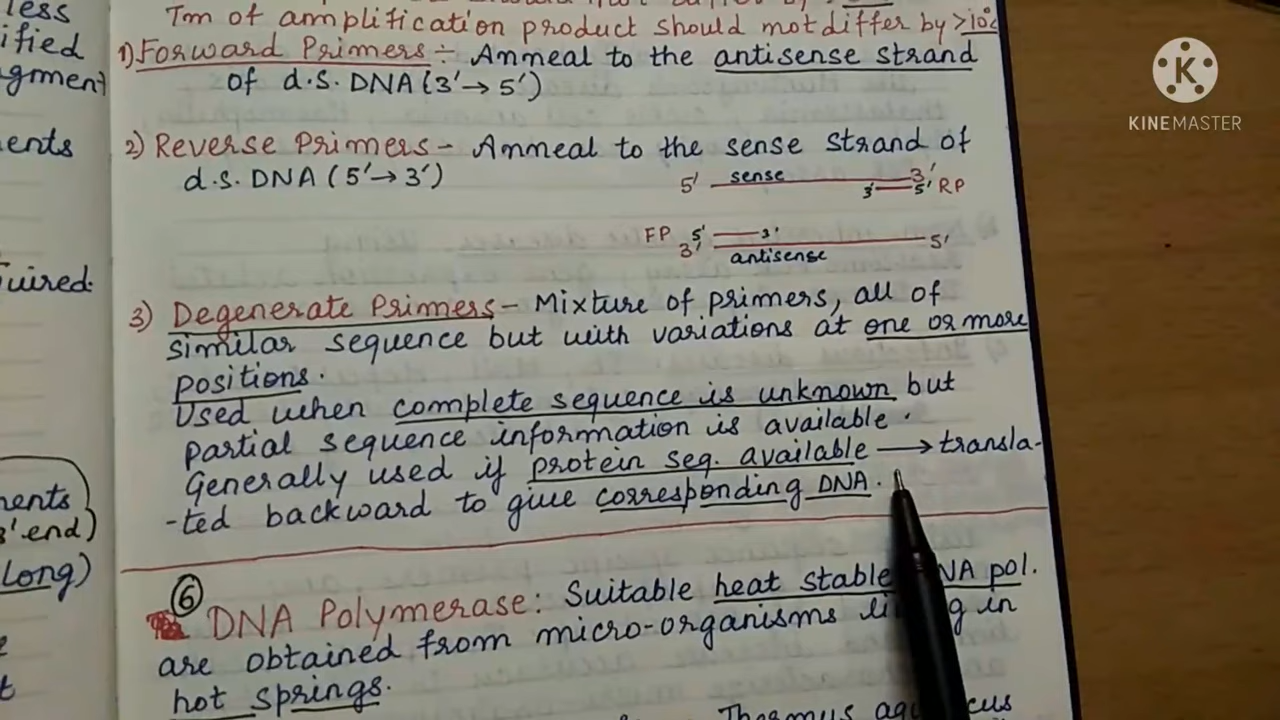 less
ified
gment
ents
uired:
ments
3' end)
Long)
Tm of amplification product should not differ by >10°c
1) Forward Primers ÷ Anneal to the antisense strand
of d.s. DNA (3' → 5')
2) Reverse Primers - Anneal to the sense strand of
d.s. DNA (5' → 3')
5' sense 3'
3' 5' RP
FP 5' 3'
3' 5'
antisense
3) Degenerate Primers - Mixture of primers, all of
similar sequence but with variations at one or more
positions.
Used when complete sequence is unknown but
partial sequence information is available.
Generally used if protein seq. available → transla-
-ted backward to give corresponding DNA.
⑥ DNA Polymerase: Suitable heat stable DNA pol.
are obtained from micro-organisms living in
hot springs.
Thermus aq cus
K
KINEMASTER